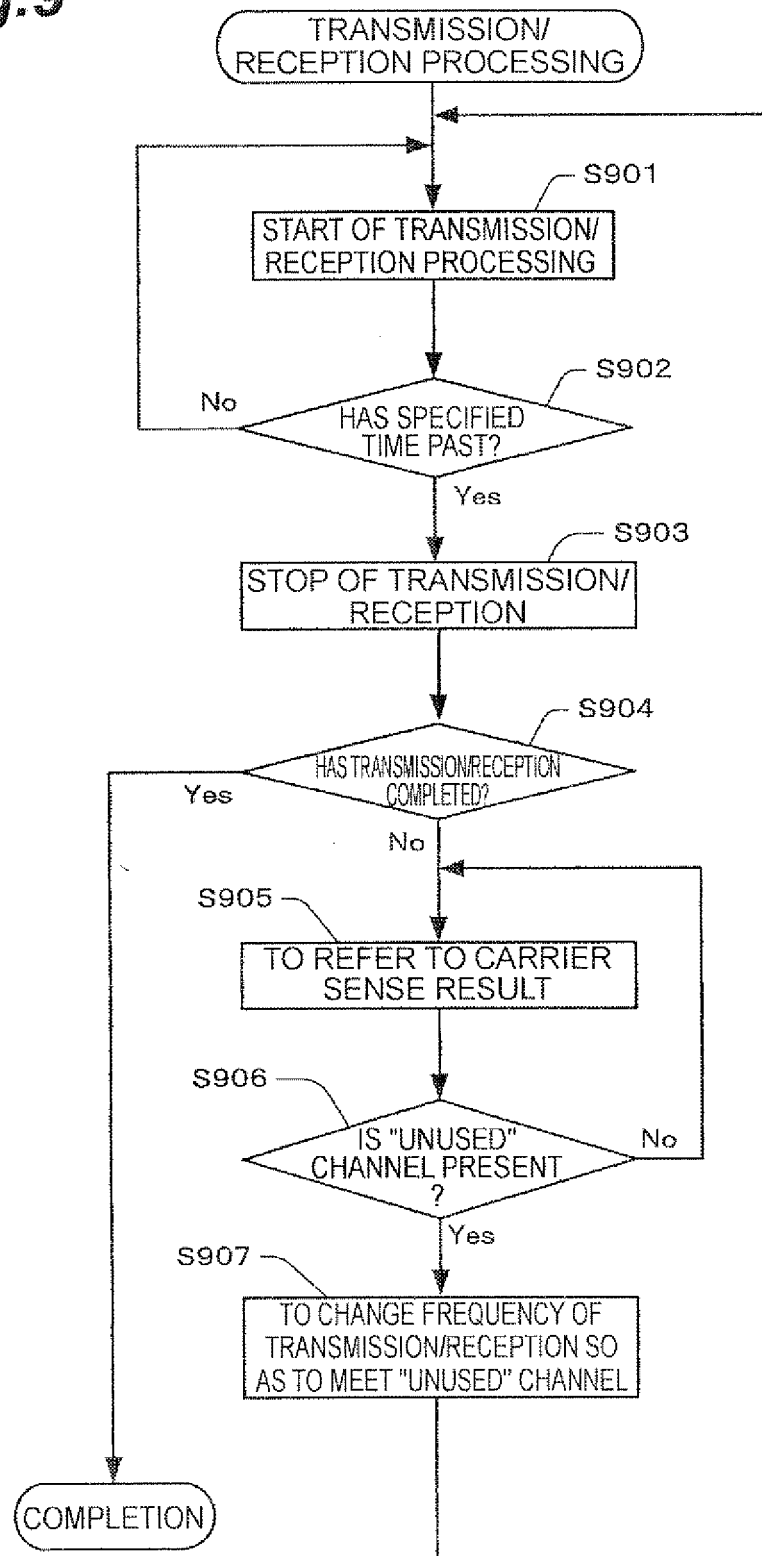 TRANSMISSION/
RECEPTION PROCESSING
S901
START OF TRANSMISSION/
RECEPTION PROCESSING
S902
No
HAS SPECIFIED
TIME PAST?
Yes
S903
STOP OF TRANSMISSION/
RECEPTION
S904
HAS TRANSMISSION/RECEPTION
COMPLETED?
Yes
No
S905
TO REFER TO CARRIER
SENSE RESULT
S906
IS "UNUSED"
CHANNEL PRESENT
?
No
Yes
S907
TO CHANGE FREQUENCY OF
TRANSMISSION/RECEPTION SO
AS TO MEET "UNUSED" CHANNEL
COMPLETION